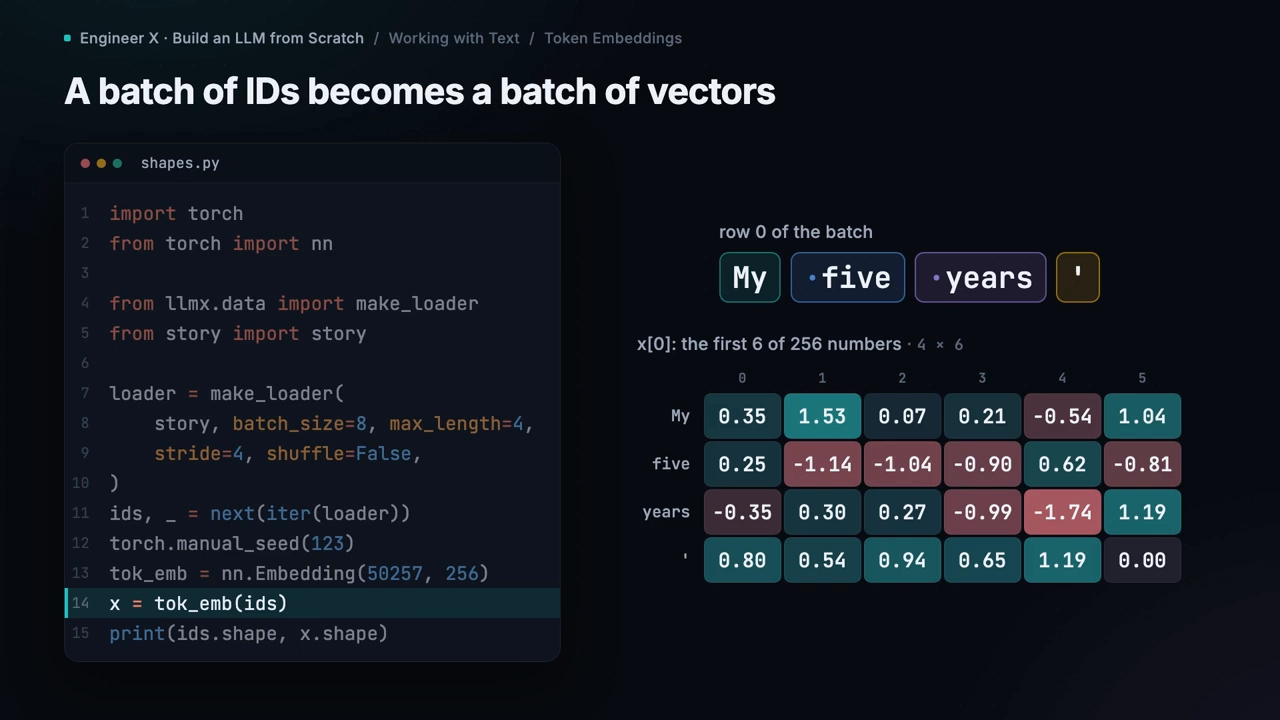 Engineer X · Build an LLM from Scratch / Working with Text / Token Embeddings
A batch of IDs becomes a batch of vectors
shapes.py
1 import torch
2 from torch import nn
3
4 from llmx.data import make_loader
5 from story import story
6
7 loader = make_loader(
8     story, batch_size=8, max_length=4,
9     stride=4, shuffle=False,
10 )
11 ids, _ = next(iter(loader))
12 torch.manual_seed(123)
13 tok_emb = nn.Embedding(50257, 256)
14 x = tok_emb(ids)
15 print(ids.shape, x.shape)
row 0 of the batch
My ·five ·years '
x[0]: the first 6 of 256 numbers · 4 × 6
0 1 2 3 4 5
My 0.35 1.53 0.07 0.21 -0.54 1.04
five 0.25 -1.14 -1.04 -0.90 0.62 -0.81
years -0.35 0.30 0.27 -0.99 -1.74 1.19
' 0.80 0.54 0.94 0.65 1.19 0.00